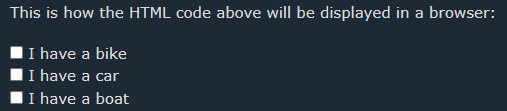 This is how the HTML code above will be displayed in a browser:
I have a bike
I have a car
I have a boat